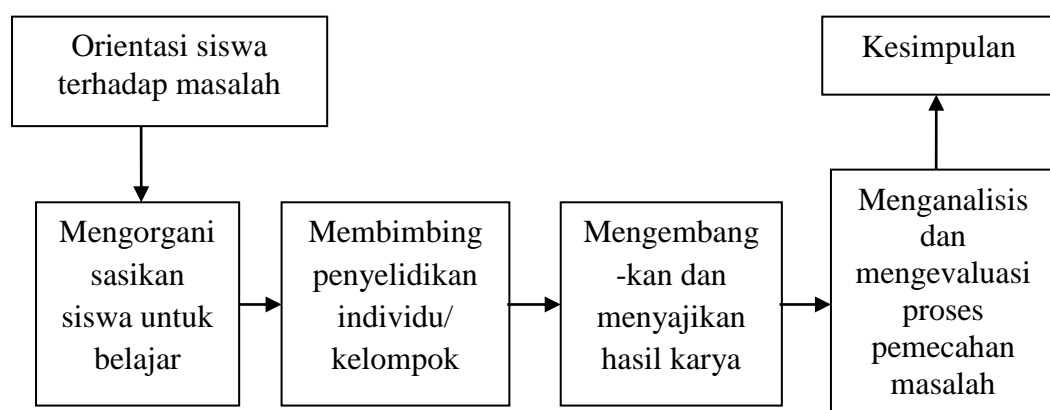 Orientasi siswa
terhadap masalah
Mengorgani
sasikan
siswa untuk
belajar
Membimbing
penyelidikan
individu/
kelompok
Mengembang
-kan dan
menyajikan
hasil karya
Menganalisis
dan
mengevaluasi
proses
pemecahan
masalah
Kesimpulan